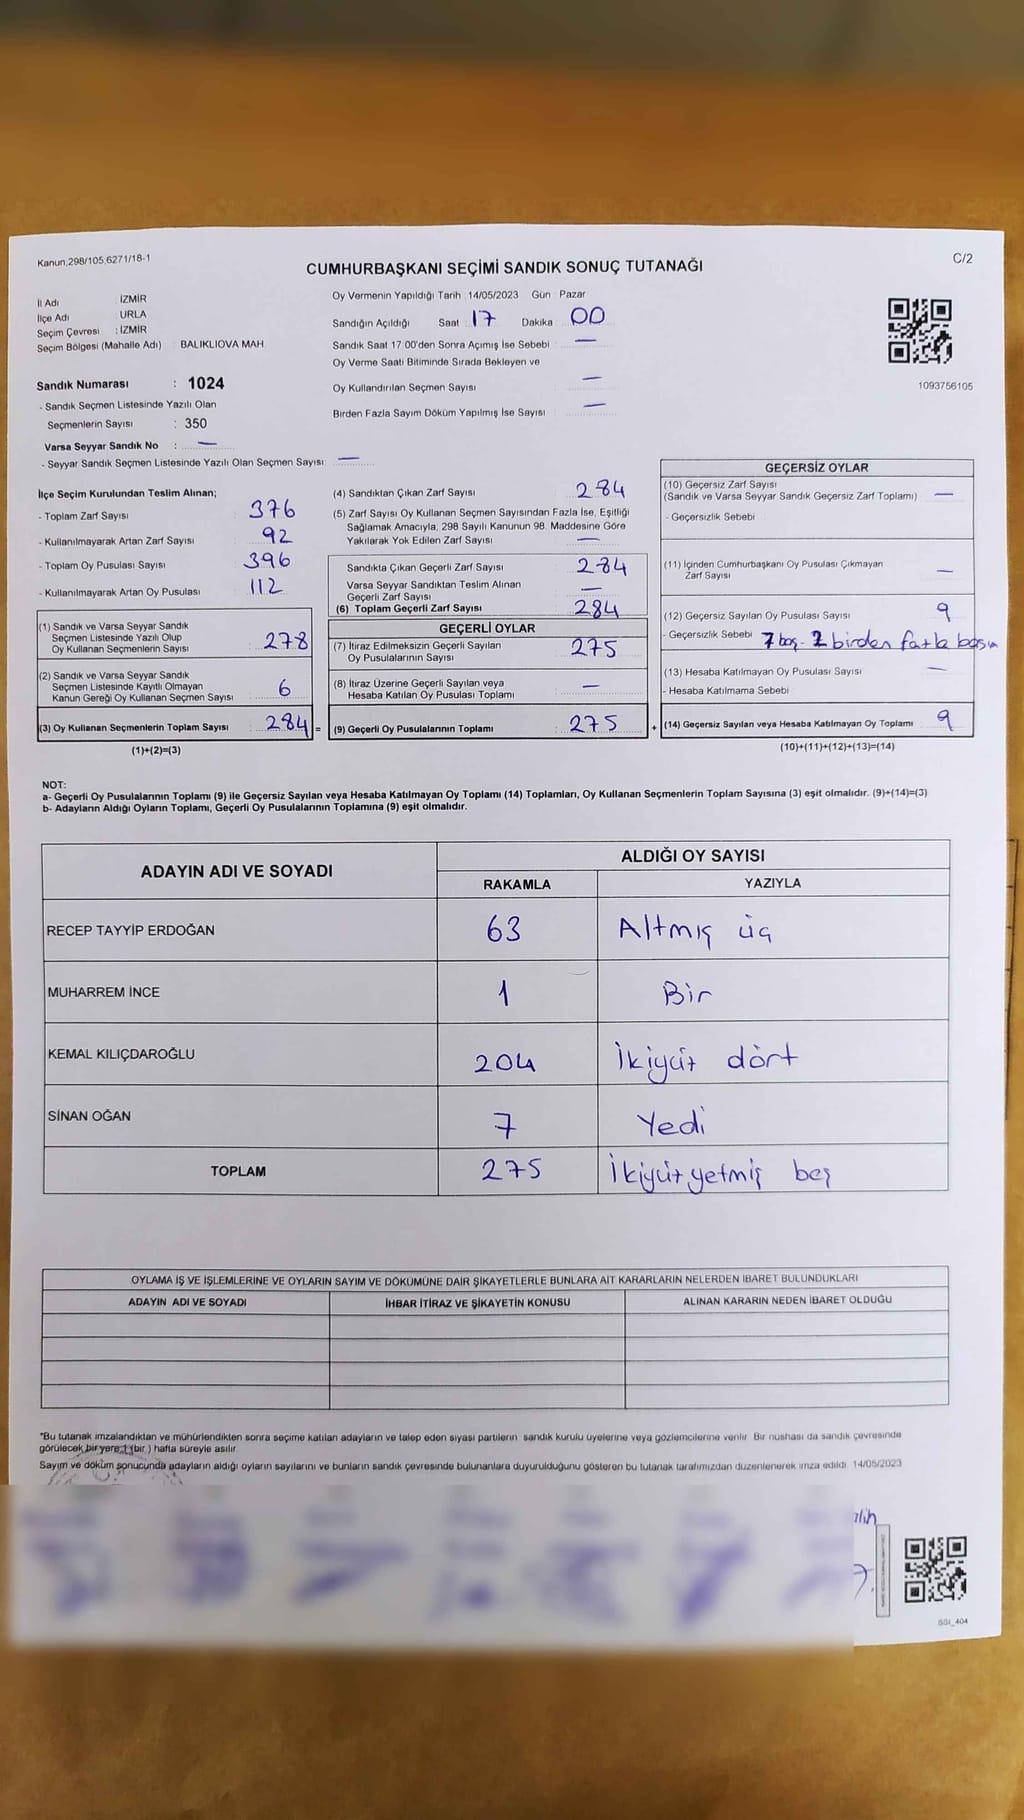 Kanun;298/105,6271/18-1
C/2
CUMHURBAŞKANI SEÇİMİ SANDIK SONUÇ TUTANAĞI
İl Adı İZMİR
İlçe Adı URLA
Seçim Çevresi : İZMİR
Seçim Bölgesi (Mahalle Adı) BALIKLIOVA MAH.
Sandık Numarası : 1024
- Sandık Seçmen Listesinde Yazılı Olan
Seçmenlerin Sayısı : 350
Varsa Seyyar Sandık No : —
- Seyyar Sandık Seçmen Listesinde Yazılı Olan Seçmen Sayısı: —
Oy Vermenin Yapıldığı Tarih 14/05/2023 Gün Pazar
Sandığın Açıldığı Saat 17 Dakika 00
Sandık Saat 17:00'den Sonra Açımış İse Sebebi —
Oy Verme Saati Bitiminde Sırada Bekleyen ve
Oy Kullandırılan Seçmen Sayısı —
Birden Fazla Sayım Döküm Yapılmış İse Sayısı —
1093756105
İlçe Seçim Kurulundan Teslim Alınan;
- Toplam Zarf Sayısı 376
- Kullanılmayarak Artan Zarf Sayısı 92
- Toplam Oy Pusulası Sayısı 396
- Kullanılmayarak Artan Oy Pusulası 112
(1) Sandık ve Varsa Seyyar Sandık
Seçmen Listesinde Yazılı Olup
Oy Kullanan Seçmenlerin Sayısı 278
(2) Sandık ve Varsa Seyyar Sandık
Seçmen Listesinde Kayıtlı Olmayan
Kanun Gereği Oy Kullanan Seçmen Sayısı 6
(3) Oy Kullanan Seçmenlerin Toplam Sayısı 284 =
(1)+(2)=(3)
(4) Sandıktan Çıkan Zarf Sayısı 284
(5) Zarf Sayısı Oy Kullanan Seçmen Sayısından Fazla İse, Eşitliği
Sağlamak Amacıyla, 298 Sayılı Kanunun 98. Maddesine Göre
Yakılarak Yok Edilen Zarf Sayısı —
Sandıkta Çıkan Geçerli Zarf Sayısı 284
Varsa Seyyar Sandıktan Teslim Alınan
Geçerli Zarf Sayısı —
(6) Toplam Geçerli Zarf Sayısı 284
GEÇERLİ OYLAR
(7) İtiraz Edilmeksizin Geçerli Sayılan
Oy Pusulalarının Sayısı 275
(8) İtiraz Üzerine Geçerli Sayılan veya
Hesaba Katılan Oy Pusulası Toplamı —
(9) Geçerli Oy Pusulalarının Toplamı 275 +
GEÇERSİZ OYLAR
(10) Geçersiz Zarf Sayısı
(Sandık ve Varsa Seyyar Sandık Geçersiz Zarf Toplamı) —
- Geçersizlik Sebebi
(11) İçinden Cumhurbaşkanı Oy Pusulası Çıkmayan
Zarf Sayısı —
(12) Geçersiz Sayılan Oy Pusulası Sayısı 9
- Geçersizlik Sebebi 7 boş - 2 birden fazla basım
(13) Hesaba Katılmayan Oy Pusulası Sayısı —
- Hesaba Katılmama Sebebi
(14) Geçersiz Sayılan veya Hesaba Katılmayan Oy Toplamı 9
(10)+(11)+(12)+(13)=(14)
NOT:
a- Geçerli Oy Pusulalarının Toplamı (9) ile Geçersiz Sayılan veya Hesaba Katılmayan Oy Toplamı (14) Toplamları, Oy Kullanan Seçmenlerin Toplam Sayısına (3) eşit olmalıdır. (9)+(14)=(3)
b- Adayların Aldığı Oyların Toplamı, Geçerli Oy Pusulalarının Toplamına (9) eşit olmalıdır.
ADAYIN ADI VE SOYADI ALDIĞI OY SAYISI
RAKAMLA YAZIYLA
RECEP TAYYİP ERDOĞAN 63 Altmış üç
MUHARREM İNCE 1 Bir
KEMAL KILIÇDAROĞLU 204 İkiyüz dört
SİNAN OĞAN 7 Yedi
TOPLAM 275 İkiyüzyetmiş beş
OYLAMA İŞ VE İŞLEMLERİNE VE OYLARIN SAYIM VE DÖKÜMÜNE DAİR ŞİKAYETLERLE BUNLARA AİT KARARLARIN NELERDEN İBARET BULUNDUKLARI
ADAYIN ADI VE SOYADI İHBAR İTİRAZ VE ŞİKAYETİN KONUSU ALINAN KARARIN NEDEN İBARET OLDUĞU
"Bu tutanak imzalandıktan ve mühürlendikten sonra seçime katılan adayların ve talep eden siyasi partilerin sandık kurulu üyelerine veya gözlemcilerine verilir. Bir nüshası da sandık çevresinde
görülecek bir yere 1 (bir ) hafta süreyle asılır.
Sayım ve döküm sonucunda adayların aldığı oyların sayılarını ve bunların sandık çevresinde bulunanlara duyurulduğunu gösteren bu tutanak tarafımızdan düzenlenerek imza edildi. 14/05/2023
SSI_404